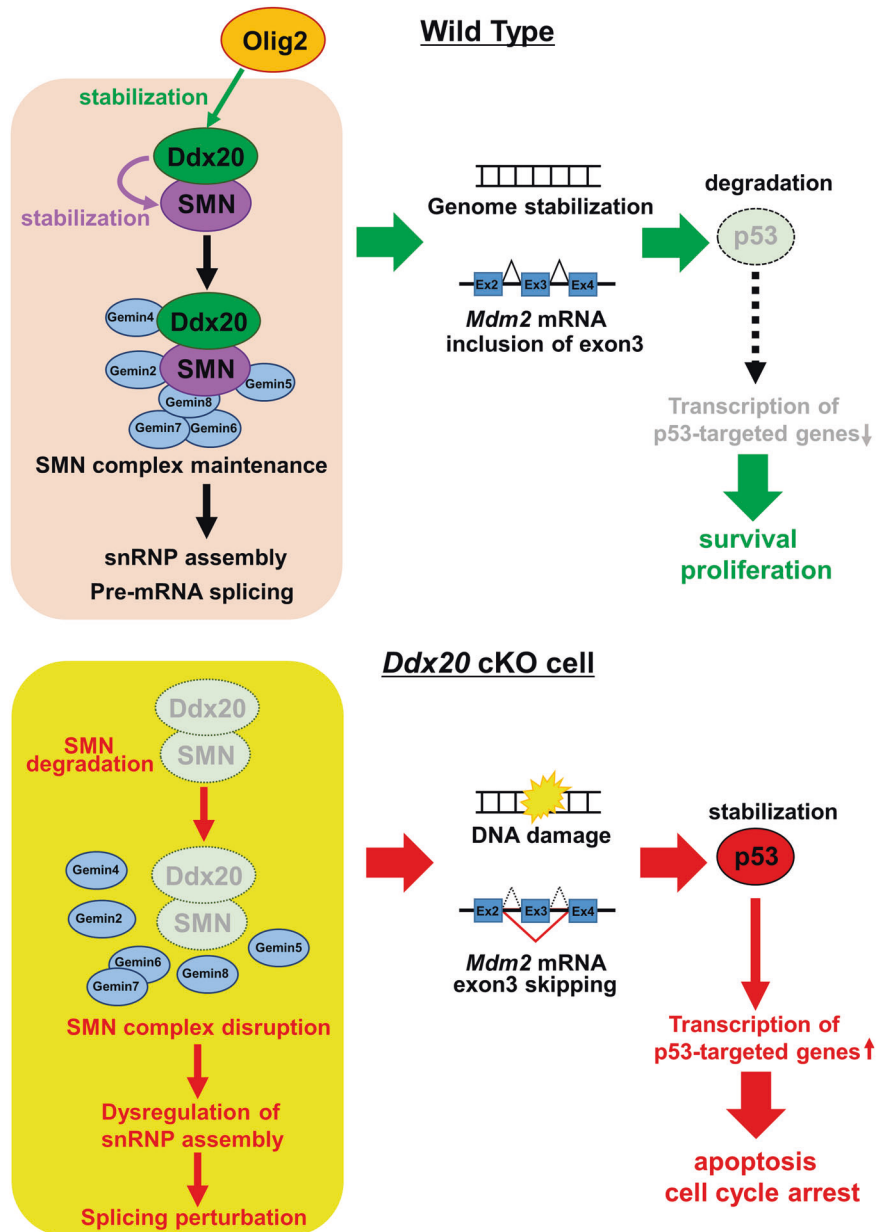 Wild Type
Olig2
stabilization
Ddx20
SMN
stabilization
Gemin4
Ddx20
Gemin2
SMN
Gemin5
Gemin8
Gemin7
Gemin6
SMN complex maintenance
snRNP assembly
Pre-mRNA splicing
Genome stabilization
Ex2
Ex3
Ex4
Mdm2 mRNA
inclusion of exon3
degradation
p53
Transcription of
p53-targeted genes↓
survival
proliferation
Ddx20 cKO cell
Ddx20
SMN
SMN
degradation
Gemin4
Ddx20
Gemin2
SMN
Gemin5
Gemin6
Gemin8
Gemin7
SMN complex disruption
Dysregulation of
snRNP assembly
Splicing perturbation
DNA damage
Ex2
Ex3
Ex4
Mdm2 mRNA
exon3 skipping
stabilization
p53
Transcription of
p53-targeted genes↑
apoptosis
cell cycle arrest